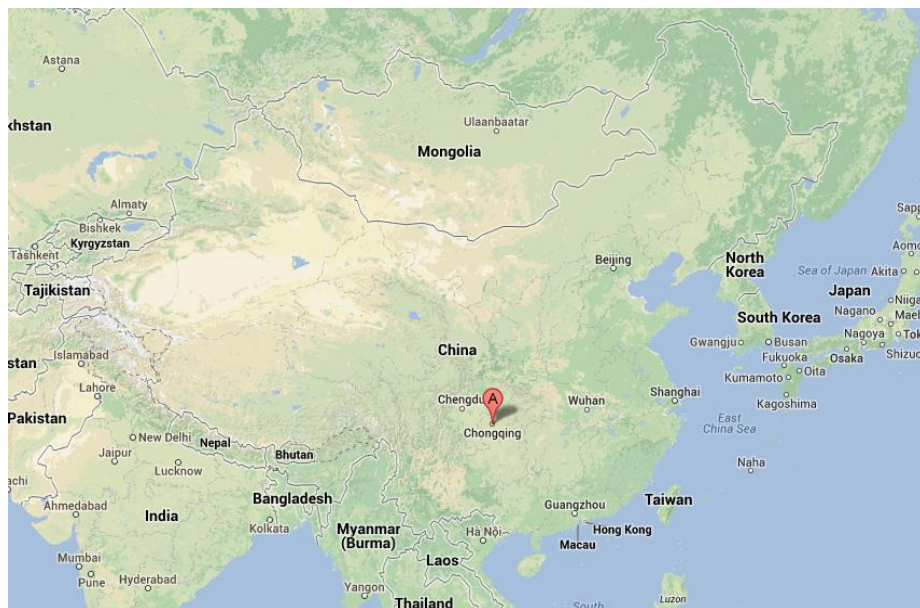 Astana
khstan
Ulaanbaatar
Mongolia
Almaty
Bishkek
Kyrgyzstan
Tashkent
Tajikistan
Beijing
North
Korea
Sapp
Aomo
Sea of Japan
Akita
Japan
Niiga
Nagano
Maeb
South Korea
Gwangju
Busan
Nagoya
Tok
Osaka
Shizuo
Fukuoka
Oita
Kumamoto
Kagoshima
stan
Islamabad
Lahore
China
Pakistan
A
Chengdu
Chongqing
Wuhan
Shanghai
East
China Sea
New Delhi
Nepal
Bhutan
Jaipur
Lucknow
Naha
achi
Ahmedabad
India
Bangladesh
Kolkata
Myanmar
(Burma)
Guangzhou
Taiwan
Hong Kong
Macau
Hà Nội
Laos
Mumbai
Pune
Hyderabad
Yangon
Thailand
South
Luzon